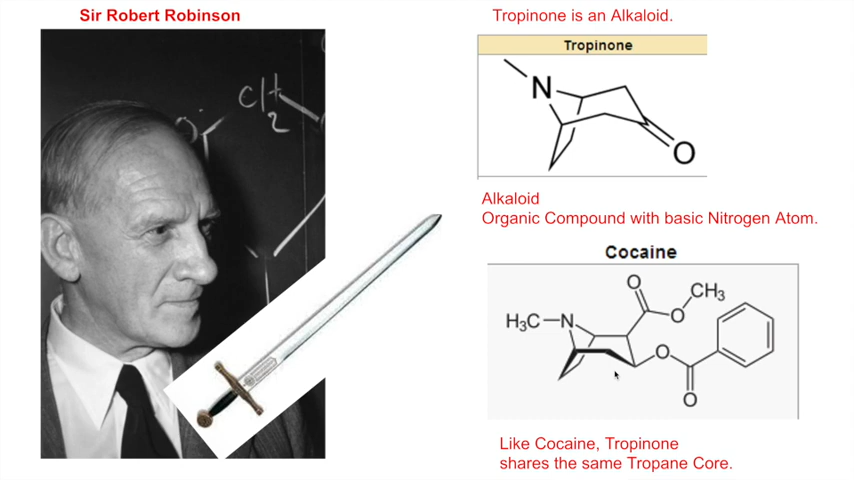 Sir Robert Robinson
CH2
Tropinone is an Alkaloid.
Tropinone
N
O
Alkaloid
Organic Compound with basic Nitrogen Atom.
Cocaine
O
CH₃
O
H₃C
N
O
O
Like Cocaine, Tropinone
shares the same Tropane Core.